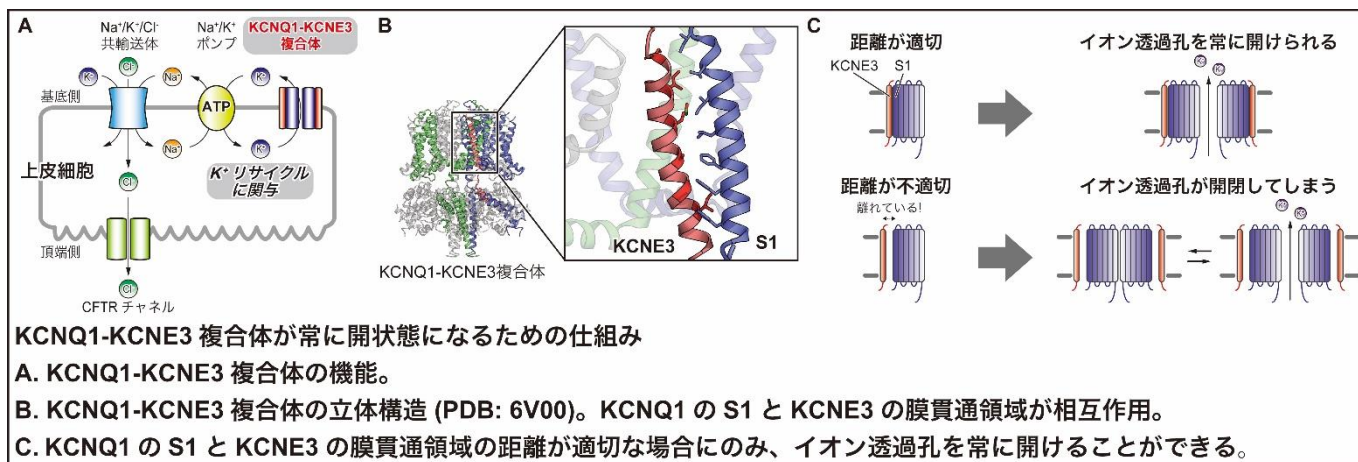 A
Na⁺/K⁺/Cl⁻
共輸送体
Na⁺/K⁺
ポンプ
KCNQ1-KCNE3
複合体
K⁺
Cl⁻
Na⁺
K⁺
基底側
ATP
上皮細胞
Na⁺
K⁺
Cl⁻
K⁺ リサイクル
に関与
頂端側
Cl⁻
CFTR チャネル
B
KCNE3
S1
KCNQ1-KCNE3複合体
C
距離が適切
イオン透過孔を常に開けられる
KCNE3
S1
K⁺
K⁺
距離が不適切
イオン透過孔が開閉してしまう
離れている!
K⁺
K⁺
KCNQ1-KCNE3 複合体が常に開状態になるための仕組み
A. KCNQ1-KCNE3 複合体の機能。
B. KCNQ1-KCNE3 複合体の立体構造 (PDB: 6V00)。KCNQ1 の S1 と KCNE3 の膜貫通領域が相互作用。
C. KCNQ1 の S1 と KCNE3 の膜貫通領域の距離が適切な場合にのみ、イオン透過孔を常に開けることができる。